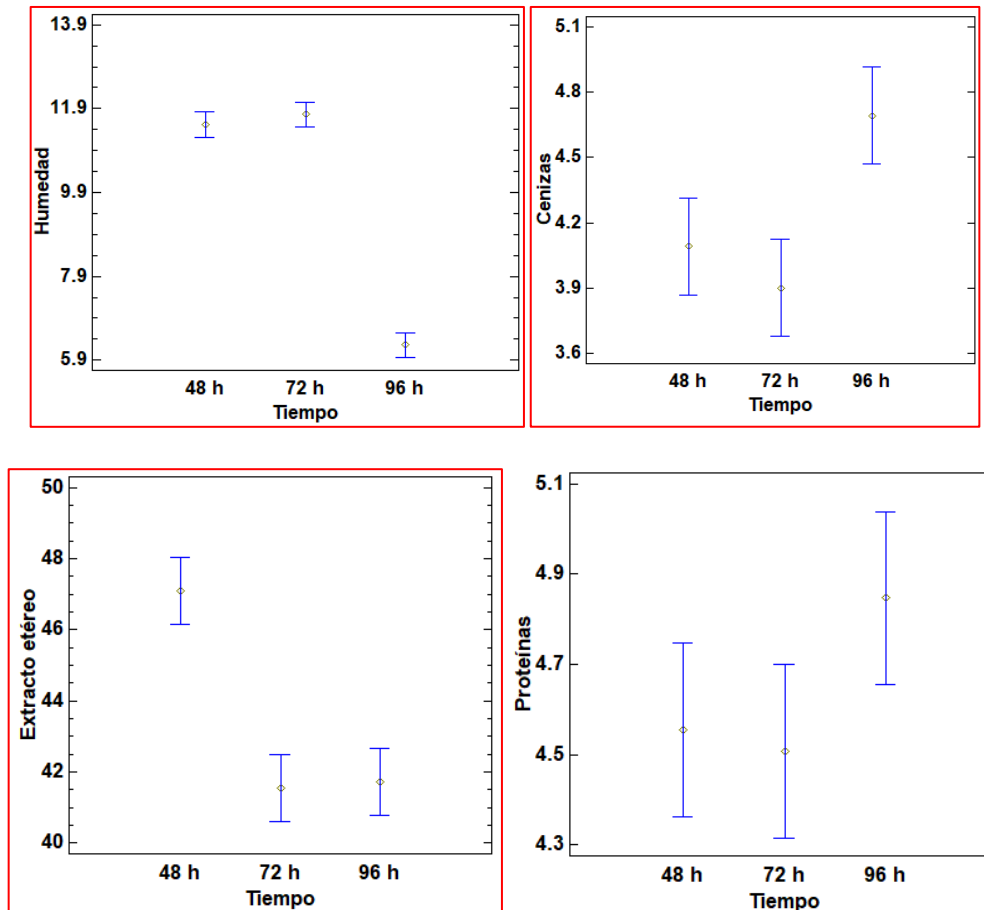 13.9
11.9
9.9
7.9
5.9
Humedad
48 h 72 h 96 h
Tiempo
5.1
4.8
4.5
4.2
3.9
3.6
Cenizas
48 h 72 h 96 h
Tiempo
50
48
46
44
42
40
Extracto etéreo
48 h 72 h 96 h
Tiempo
5.1
4.9
4.7
4.5
4.3
Proteínas
48 h 72 h 96 h
Tiempo